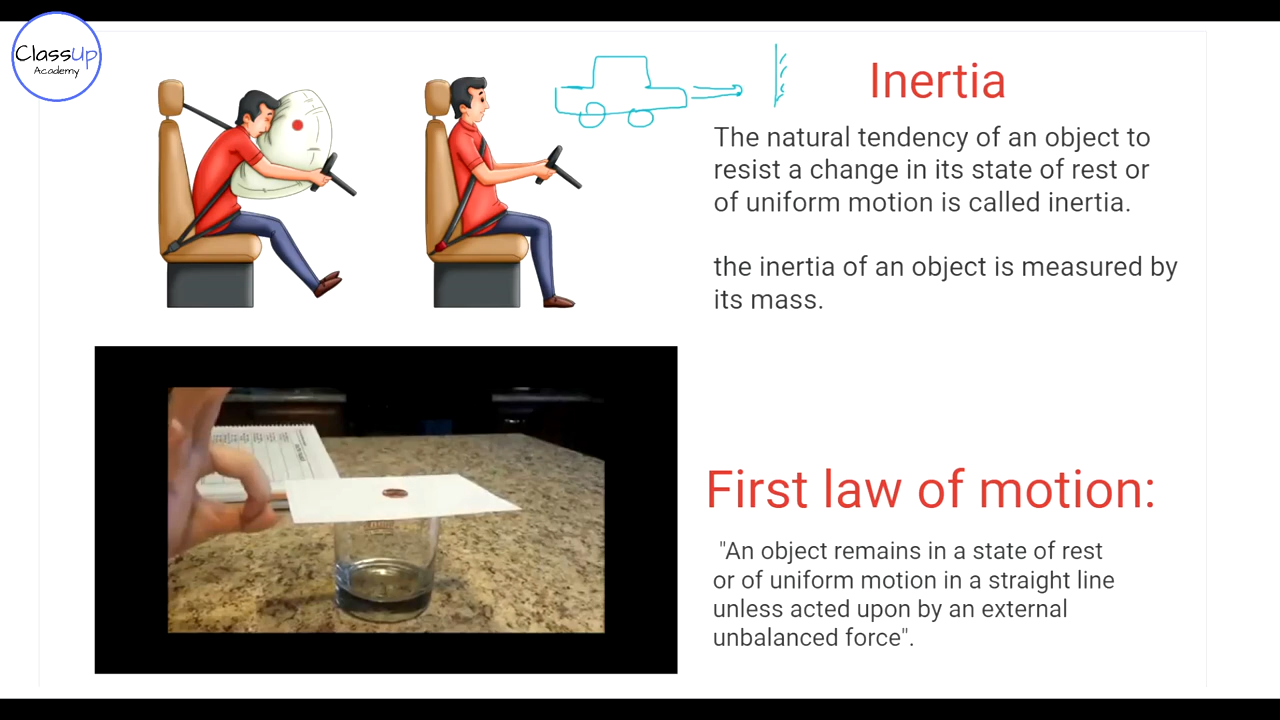 ClassUp
Academy
Inertia
The natural tendency of an object to
resist a change in its state of rest or
of uniform motion is called inertia.
the inertia of an object is measured by
its mass.
First law of motion:
"An object remains in a state of rest
or of uniform motion in a straight line
unless acted upon by an external
unbalanced force".